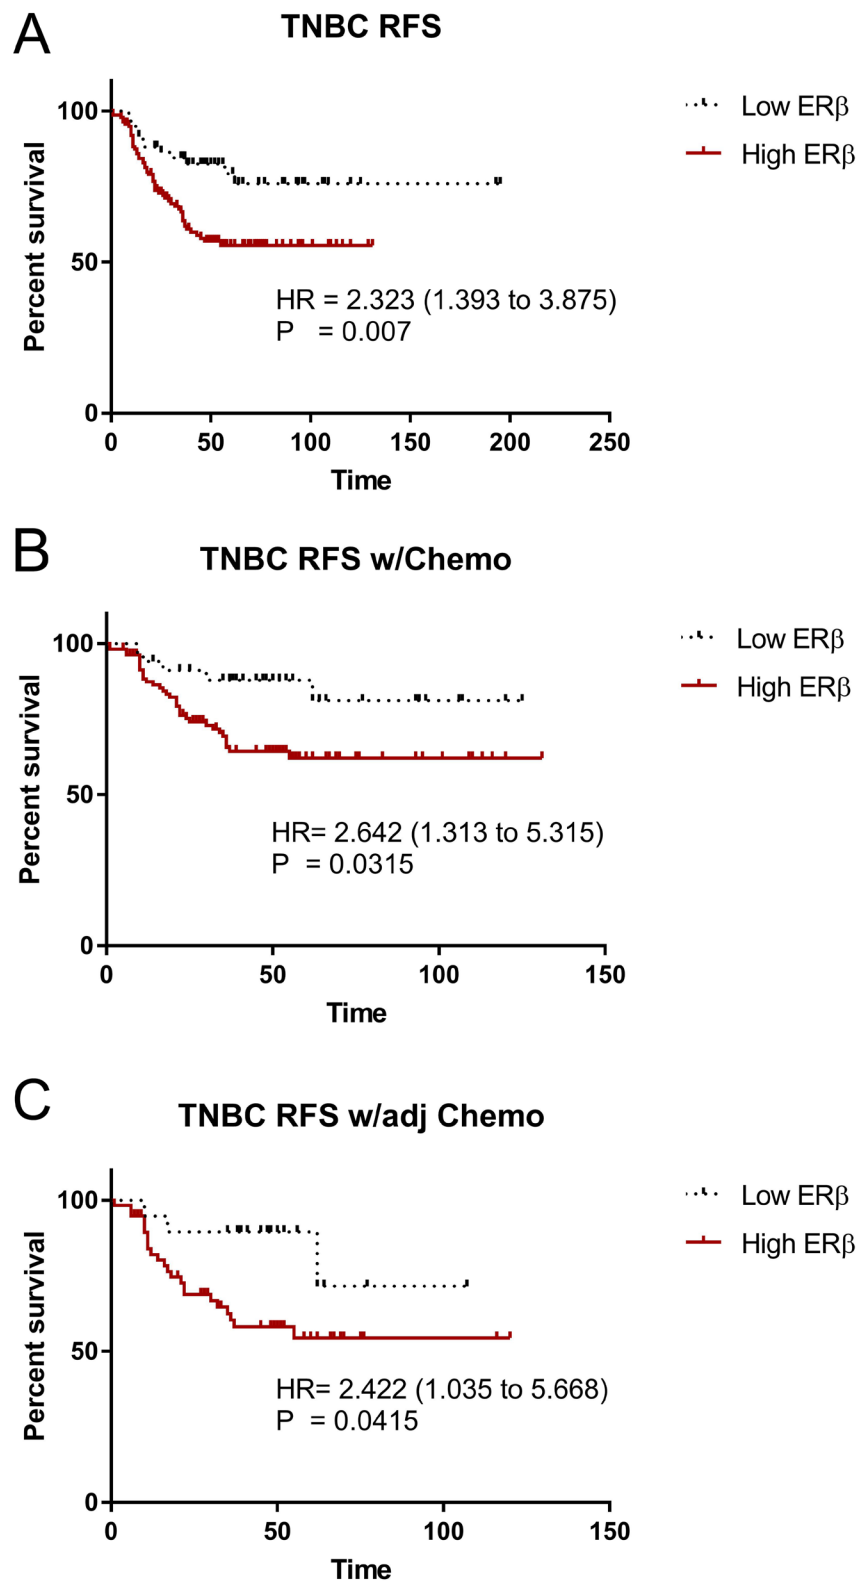 A
TNBC RFS
Low ERβ
High ERβ
Percent survival
100
50
0
HR = 2.323 (1.393 to 3.875)
P = 0.007
0 50 100 150 200 250
Time
B
TNBC RFS w/Chemo
Low ERβ
High ERβ
Percent survival
100
50
0
HR= 2.642 (1.313 to 5.315)
P = 0.0315
0 50 100 150
Time
C
TNBC RFS w/adj Chemo
Low ERβ
High ERβ
Percent survival
100
50
0
HR= 2.422 (1.035 to 5.668)
P = 0.0415
0 50 100 150
Time